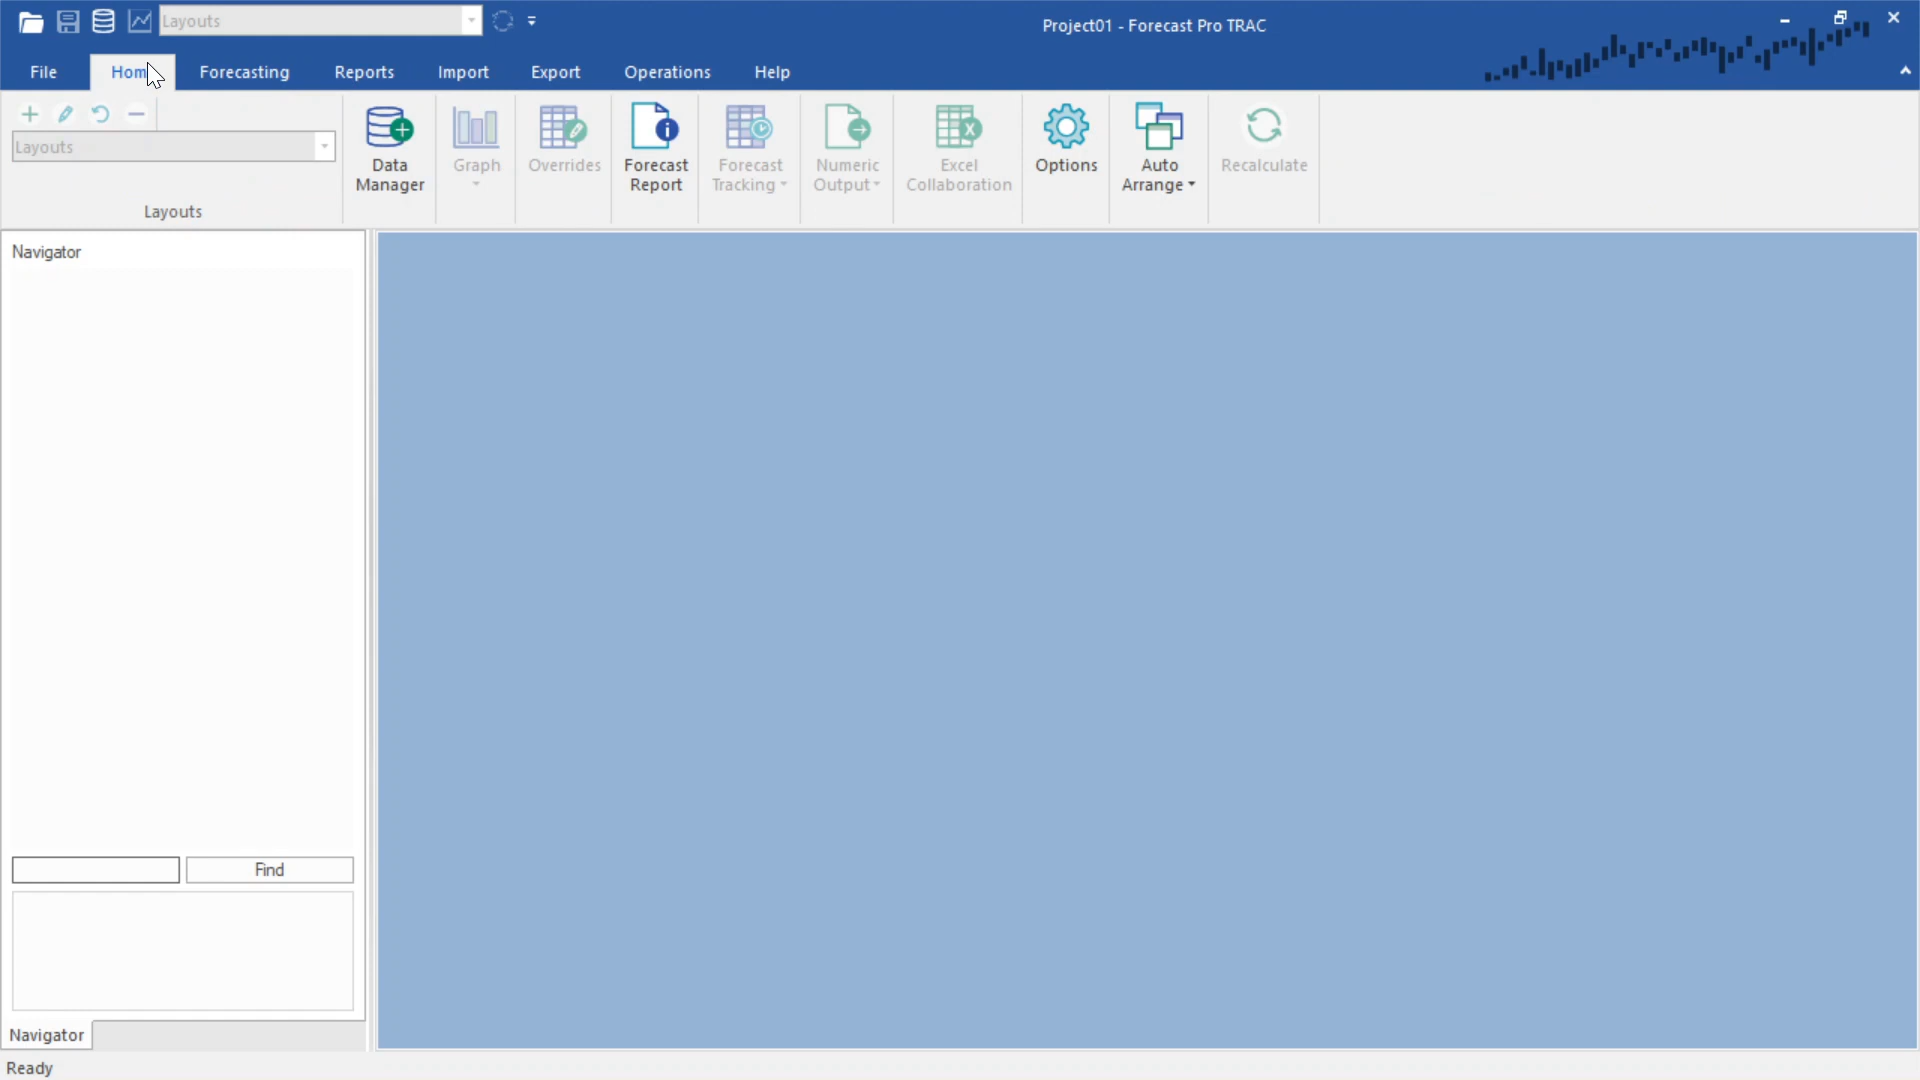 Layouts
Project01 - Forecast Pro TRAC
File
Hom
Forecasting
Reports
Import
Export
Operations
Help
Layouts
Layouts
Data
Manager
Graph
Overrides
Forecast
Report
Forecast
Tracking
Numeric
Output
Excel
Collaboration
Options
Auto
Arrange
Recalculate
Navigator
Find
Navigator
Ready